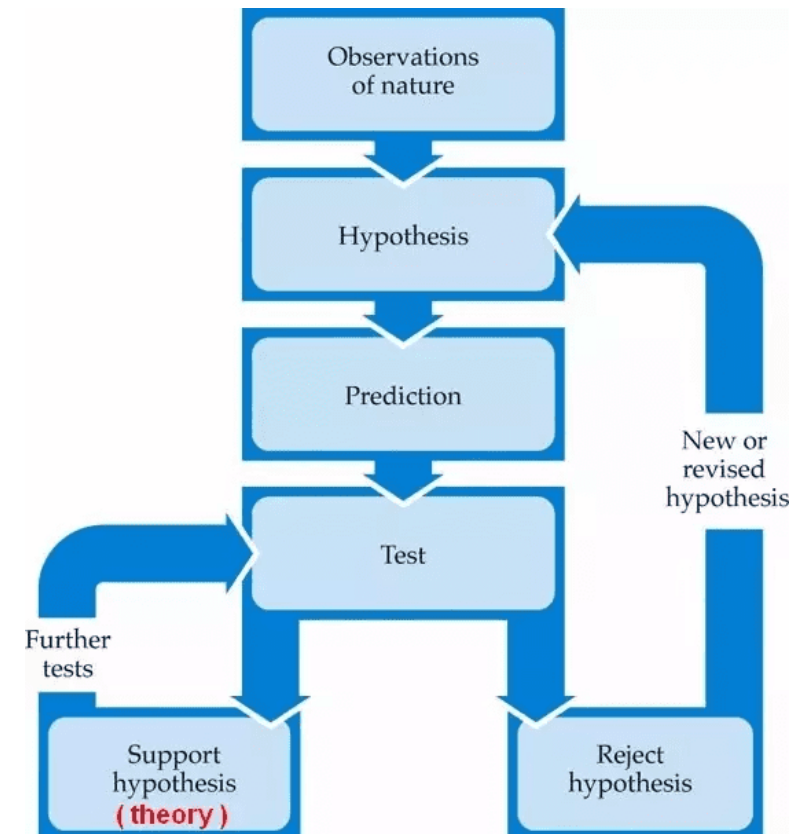 Observations
of nature
Hypothesis
Prediction
New or
revised
hypothesis
Test
Further
tests
Support
hypothesis
( theory )
Reject
hypothesis